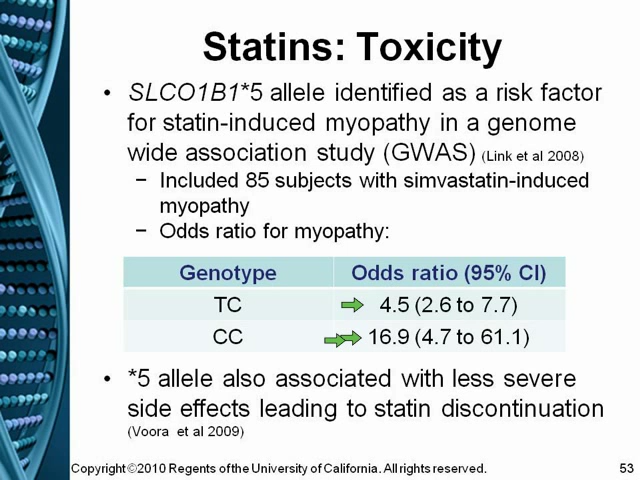 Statins: Toxicity
• SLCO1B1*5 allele identified as a risk factor
for statin-induced myopathy in a genome
wide association study (GWAS) (Link et al 2008)
− Included 85 subjects with simvastatin-induced
myopathy
− Odds ratio for myopathy:
Genotype Odds ratio (95% CI)
TC 4.5 (2.6 to 7.7)
CC 16.9 (4.7 to 61.1)
• *5 allele also associated with less severe
side effects leading to statin discontinuation
(Voora et al 2009)
Copyright ©2010 Regents of the University of California. All rights reserved. 53